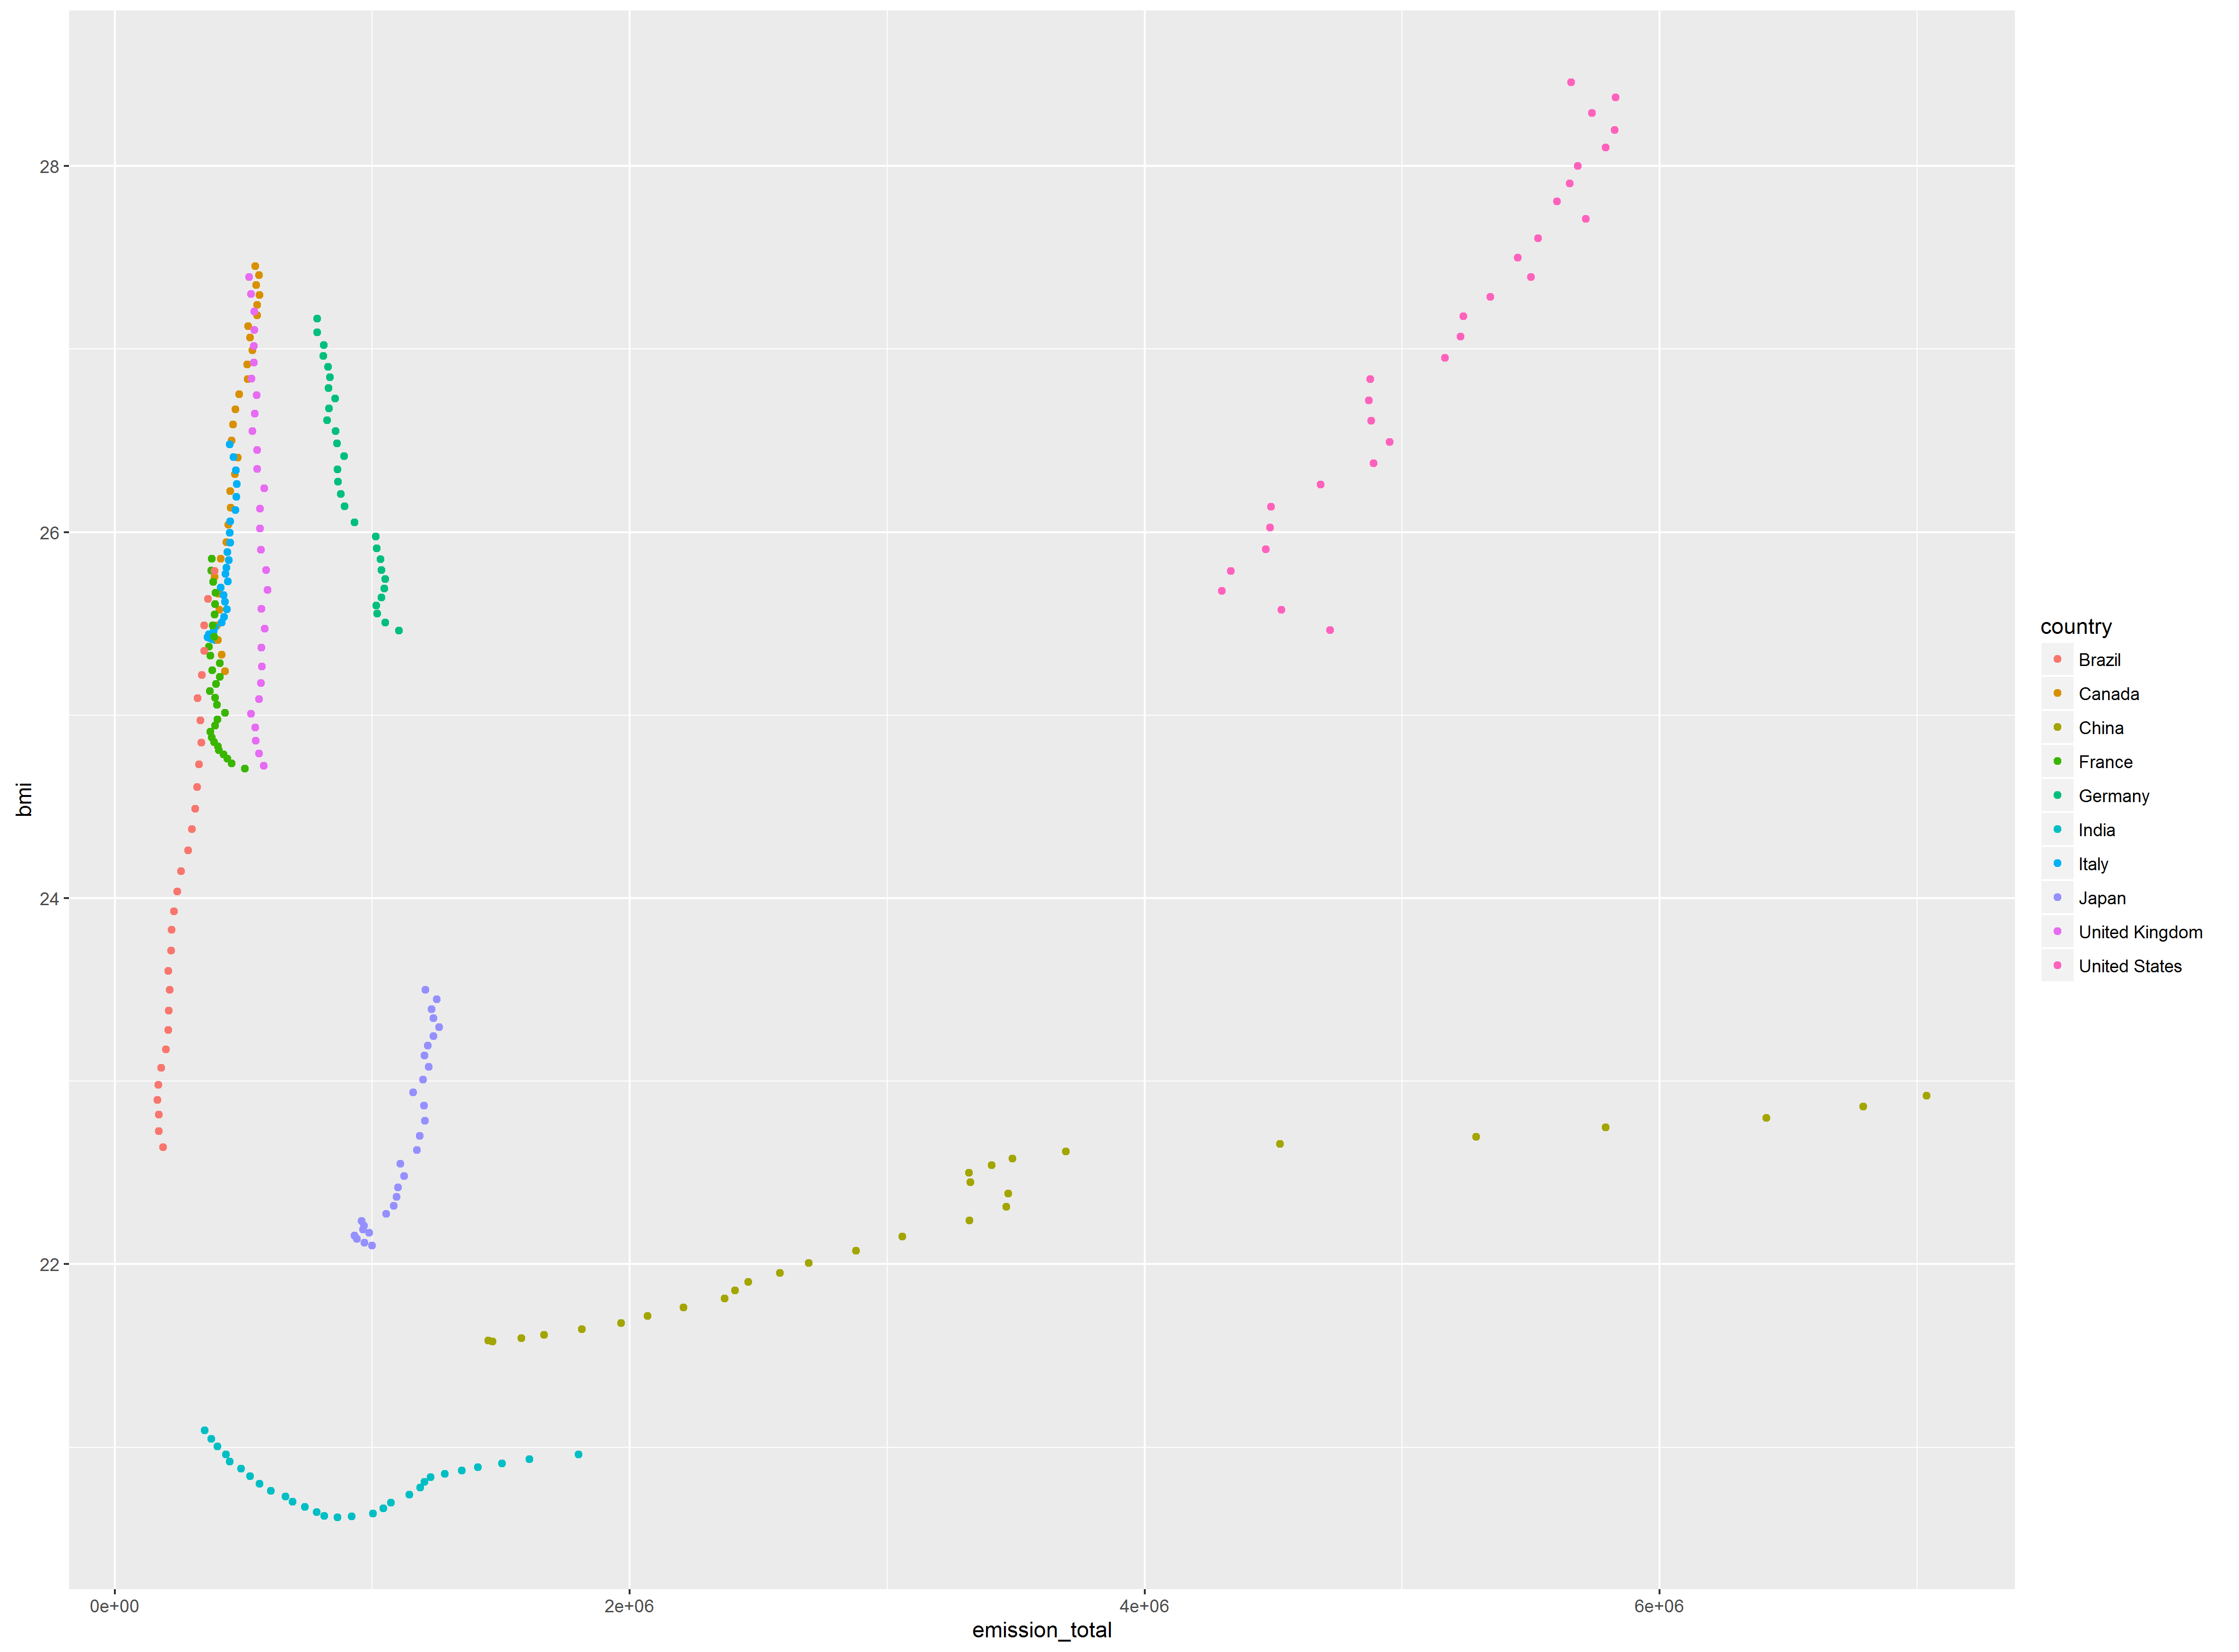 28
26
24
22
bmi
0e+00
2e+06
4e+06
6e+06
emission_total
country
Brazil
Canada
China
France
Germany
India
Italy
Japan
United Kingdom
United States